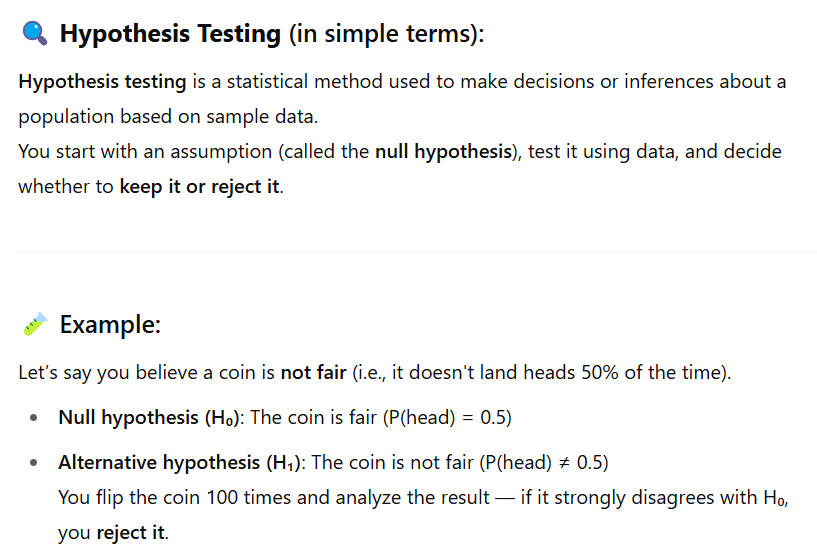 🔍 Hypothesis Testing (in simple terms):
Hypothesis testing is a statistical method used to make decisions or inferences about a
population based on sample data.
You start with an assumption (called the null hypothesis), test it using data, and decide
whether to keep it or reject it.
🧪 Example:
Let's say you believe a coin is not fair (i.e., it doesn't land heads 50% of the time).
• Null hypothesis (H₀): The coin is fair (P(head) = 0.5)
• Alternative hypothesis (H₁): The coin is not fair (P(head) ≠ 0.5)
You flip the coin 100 times and analyze the result — if it strongly disagrees with H₀,
you reject it.